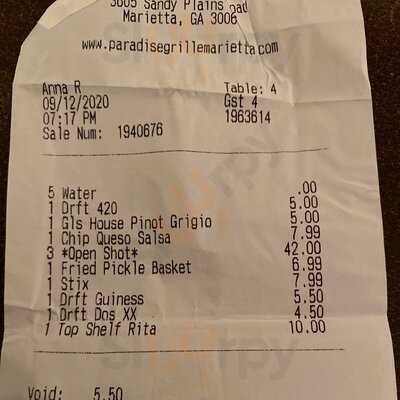 3605 Sandy Plains oad
Marietta, GA 3006
www.paradisegrillemarietta.com
Anna R Table: 4
09/12/2020 Gst 4
07:17 PM 1963614
Sale Num: 1940676
5 Water .00
1 Drft 420 5.00
1 Gls House Pinot Grigio 5.00
1 Chip Queso Salsa 7.99
3 *Open Shot* 42.00
1 Fried Pickle Basket 6.99
1 Stix 7.99
1 Drft Guiness 5.50
1 Drft Dos XX 4.50
1 Top Shelf Rita 10.00
Void: 5.50